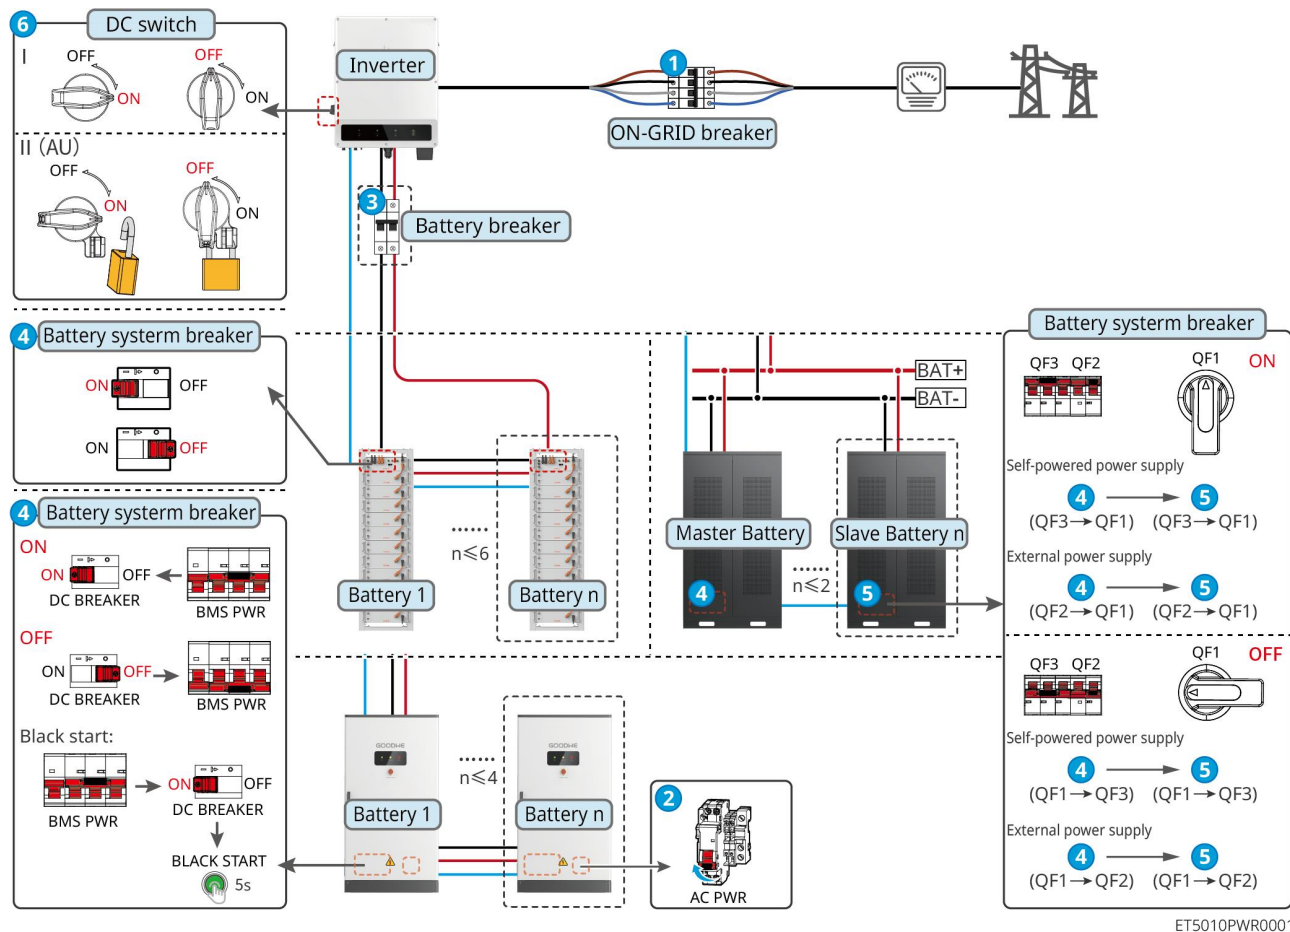 6
DC switch
I
OFF
ON
OFF
ON
II (AU)
OFF
ON
OFF
ON
Inverter
1
ON-GRID breaker
3
Battery breaker
4
Battery systerm breaker
ON
OFF
ON
OFF
4
Battery systerm breaker
ON
ON
OFF
DC BREAKER
BMS PWR
OFF
ON
OFF
DC BREAKER
BMS PWR
Black start:
ON
OFF
BMS PWR
DC BREAKER
BLACK START
5s
Battery 1
......
n≤6
Battery n
BAT+
BAT-
Master Battery
Slave Battery n
......
n≤2
4
5
GOODWE
GOODWE
......
n≤4
Battery 1
Battery n
2
AC PWR
Battery systerm breaker
QF3 QF2
QF1
ON
Self-powered power supply
4 → 5
(QF3→QF1) (QF3→QF1)
External power supply
4 → 5
(QF2→QF1) (QF2→QF1)
QF3 QF2
QF1
OFF
Self-powered power supply
4 → 5
(QF1→QF3) (QF1→QF3)
External power supply
4 → 5
(QF1→QF2) (QF1→QF2)
ET5010PWR0001